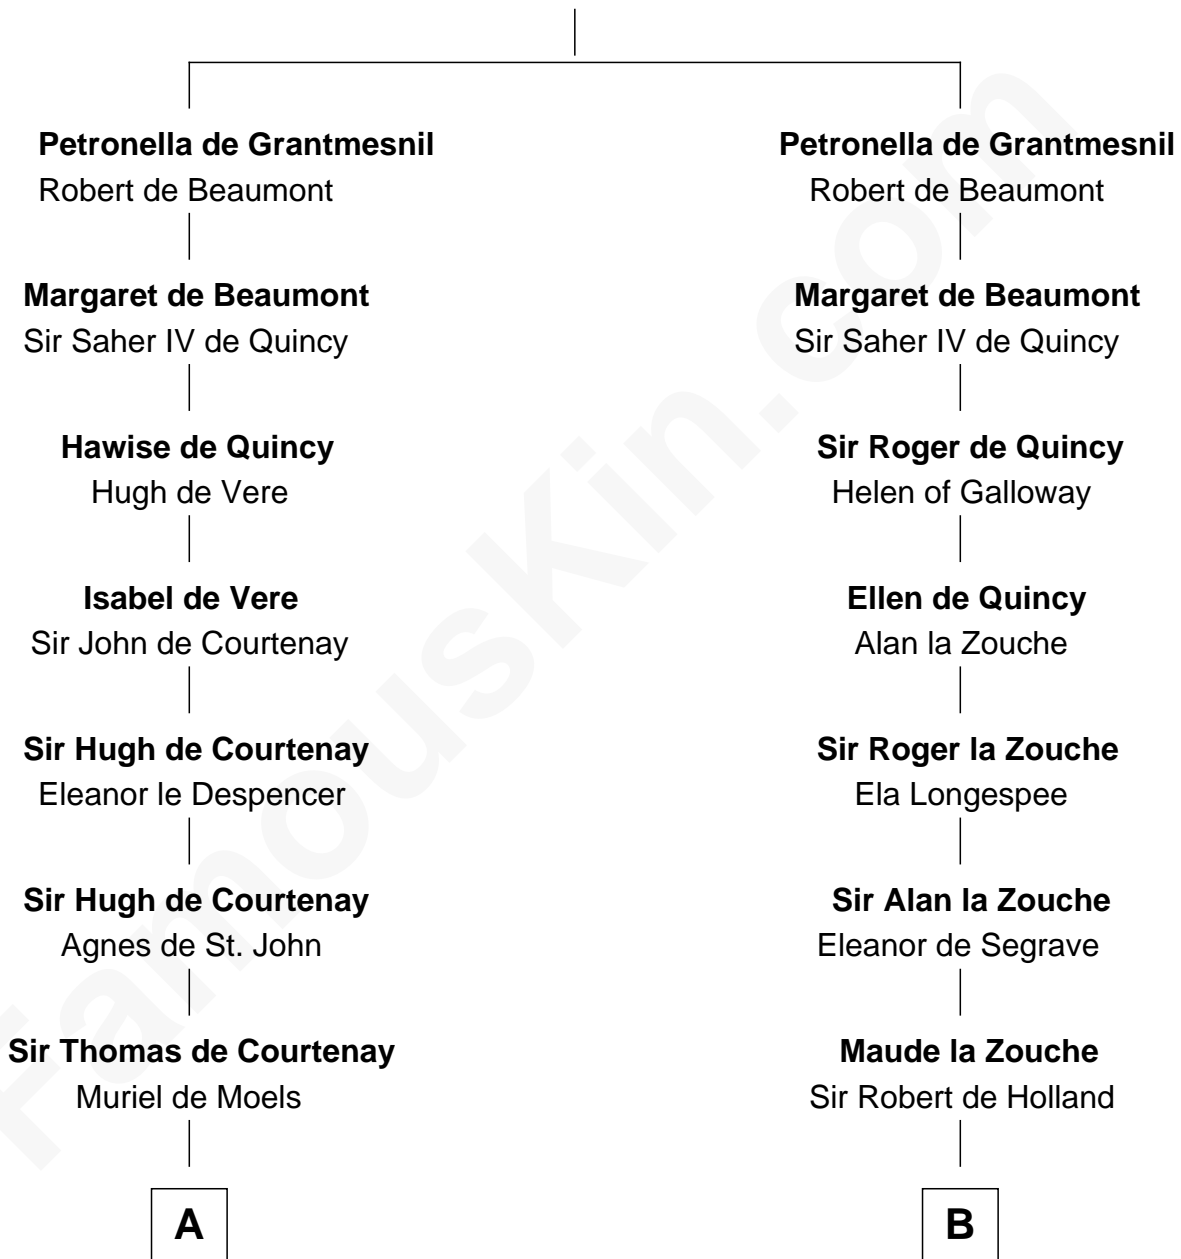 Petronella de Grantmesnil
Robert de Beaumont
Margaret de Beaumont
Sir Saher IV de Quincy
Hawise de Quincy
Hugh de Vere
Isabel de Vere
Sir John de Courtenay
Sir Hugh de Courtenay
Eleanor le Despencer
Sir Hugh de Courtenay
Agnes de St. John
Sir Thomas de Courtenay
Muriel de Moels
A
Petronella de Grantmesnil
Robert de Beaumont
Margaret de Beaumont
Sir Saher IV de Quincy
Sir Roger de Quincy
Helen of Galloway
Ellen de Quincy
Alan la Zouche
Sir Roger la Zouche
Ela Longespee
Sir Alan la Zouche
Eleanor de Segrave
Maude la Zouche
Sir Robert de Holland
B
FamousKin.com